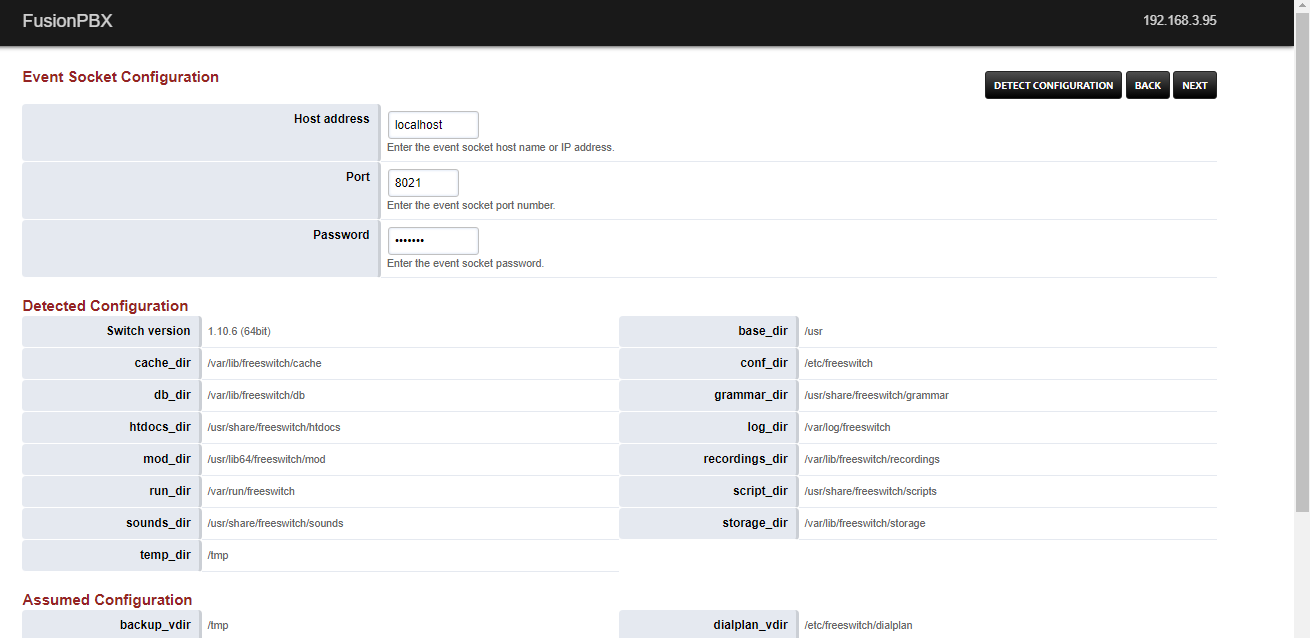 FusionPBX 192.168.3.95
Event Socket Configuration
DETECT CONFIGURATION BACK NEXT
Host address localhost
Enter the event socket host name or IP address.
Port 8021
Enter the event socket port number.
Password •••••••
Enter the event socket password.
Detected Configuration
Switch version 1.10.6 (64bit) base_dir /usr
cache_dir /var/lib/freeswitch/cache conf_dir /etc/freeswitch
db_dir /var/lib/freeswitch/db grammar_dir /usr/share/freeswitch/grammar
htdocs_dir /usr/share/freeswitch/htdocs log_dir /var/log/freeswitch
mod_dir /usr/lib64/freeswitch/mod recordings_dir /var/lib/freeswitch/recordings
run_dir /var/run/freeswitch script_dir /usr/share/freeswitch/scripts
sounds_dir /usr/share/freeswitch/sounds storage_dir /var/lib/freeswitch/storage
temp_dir /tmp
Assumed Configuration
backup_vdir /tmp dialplan_vdir /etc/freeswitch/dialplan